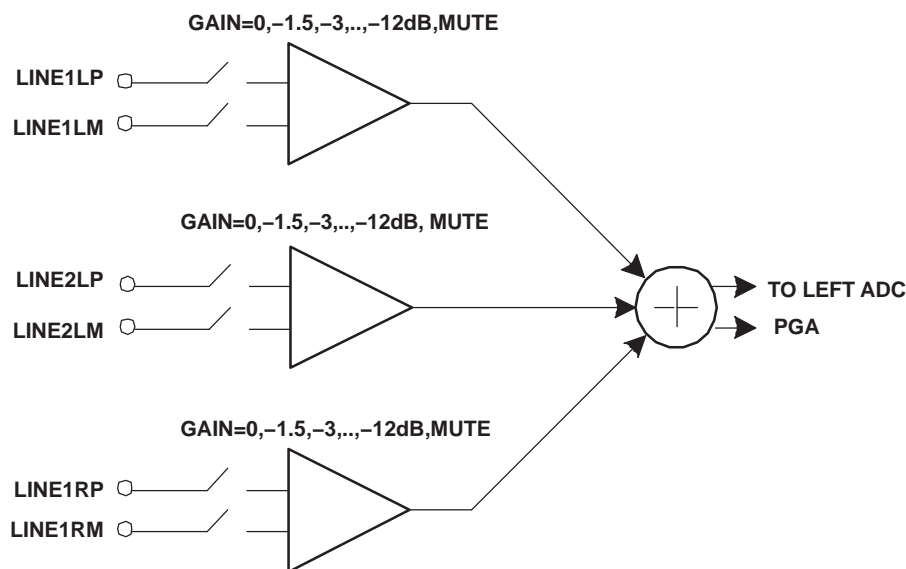 GAIN=0,−1.5,−3,..,−12dB,MUTE
LINE1LP
LINE1LM
GAIN=0,−1.5,−3,..,−12dB, MUTE
LINE2LP
LINE2LM
TO LEFT ADC
PGA
GAIN=0,−1.5,−3,..,−12dB,MUTE
LINE1RP
LINE1RM